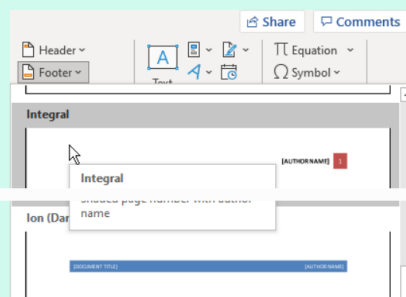 Share Comments
Header Equation
Footer Text Symbol
Integral
[AUTHOR NAME] 1
Integral
Shaded page number with author
name
Ion (Dar
[DOCUMENT TITLE] [AUTHOR NAME]